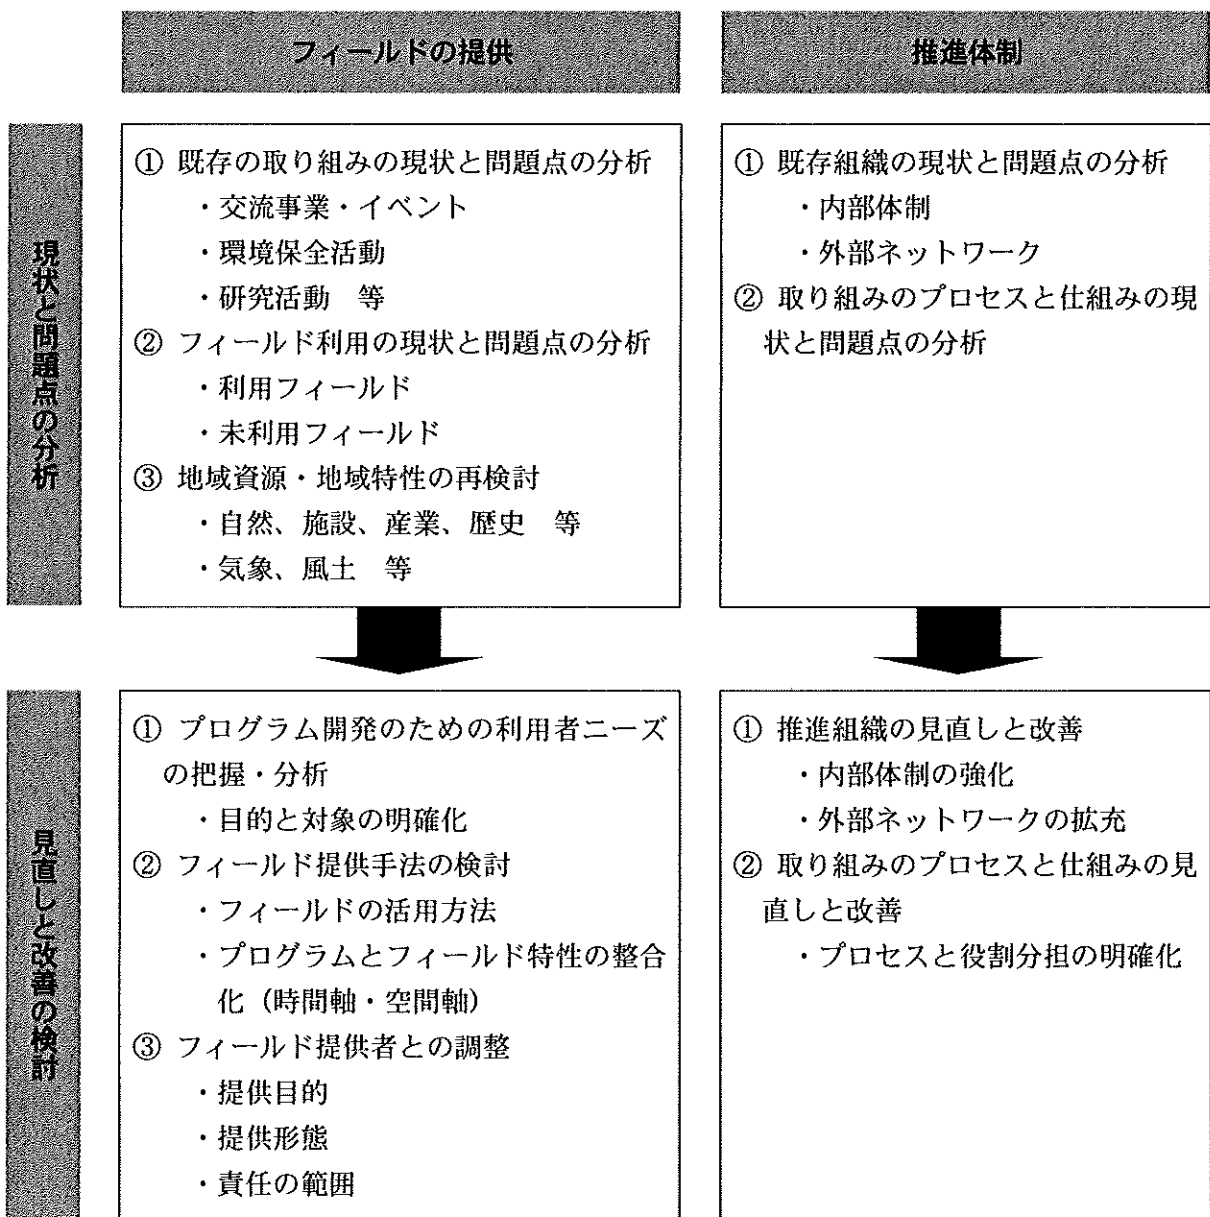 フィールドの提供
推進体制
現状と問題点の分析
① 既存の取り組みの現状と問題点の分析
・交流事業・イベント
・環境保全活動
・研究活動　等
② フィールド利用の現状と問題点の分析
・利用フィールド
・未利用フィールド
③ 地域資源・地域特性の再検討
・自然、施設、産業、歴史　等
・気象、風土　等
① 既存組織の現状と問題点の分析
・内部体制
・外部ネットワーク
② 取り組みのプロセスと仕組みの現
状と問題点の分析
見直しと改善の検討
① プログラム開発のための利用者ニーズ
の把握・分析
・目的と対象の明確化
② フィールド提供手法の検討
・フィールドの活用方法
・プログラムとフィールド特性の整合
化（時間軸・空間軸）
③ フィールド提供者との調整
・提供目的
・提供形態
・責任の範囲
① 推進組織の見直しと改善
・内部体制の強化
・外部ネットワークの拡充
② 取り組みのプロセスと仕組みの見
直しと改善
・プロセスと役割分担の明確化